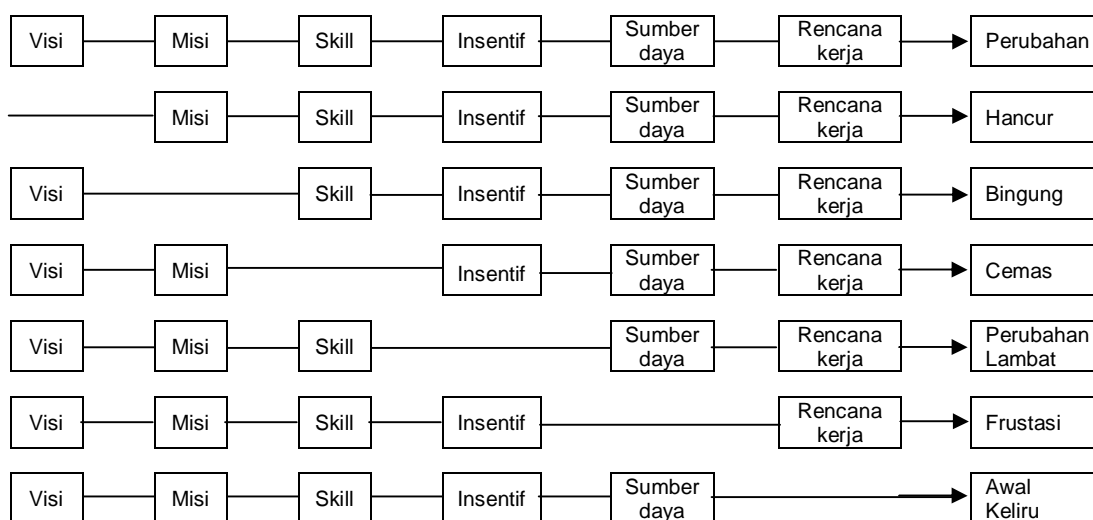 Visi Misi Skill Insentif Sumber daya Rencana kerja Perubahan
Misi Skill Insentif Sumber daya Rencana kerja Hancur
Visi Skill Insentif Sumber daya Rencana kerja Bingung
Visi Misi Insentif Sumber daya Rencana kerja Cemas
Visi Misi Skill Sumber daya Rencana kerja Perubahan Lambat
Visi Misi Skill Insentif Rencana kerja Frustasi
Visi Misi Skill Insentif Sumber daya Awal Keliru